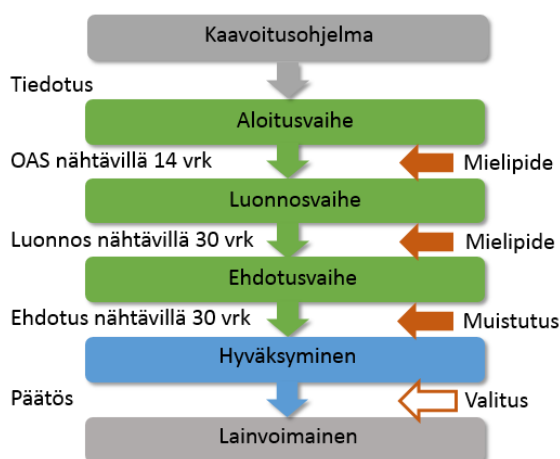 Kaavoitusohjelma
Tiedotus
Aloitusvaihe
OAS nähtävillä 14 vrk
Mielipide
Luonnosvaihe
Luonnos nähtävillä 30 vrk
Mielipide
Ehdotusvaihe
Ehdotus nähtävillä 30 vrk
Muistutus
Hyväksyminen
Päätös
Valitus
Lainvoimainen